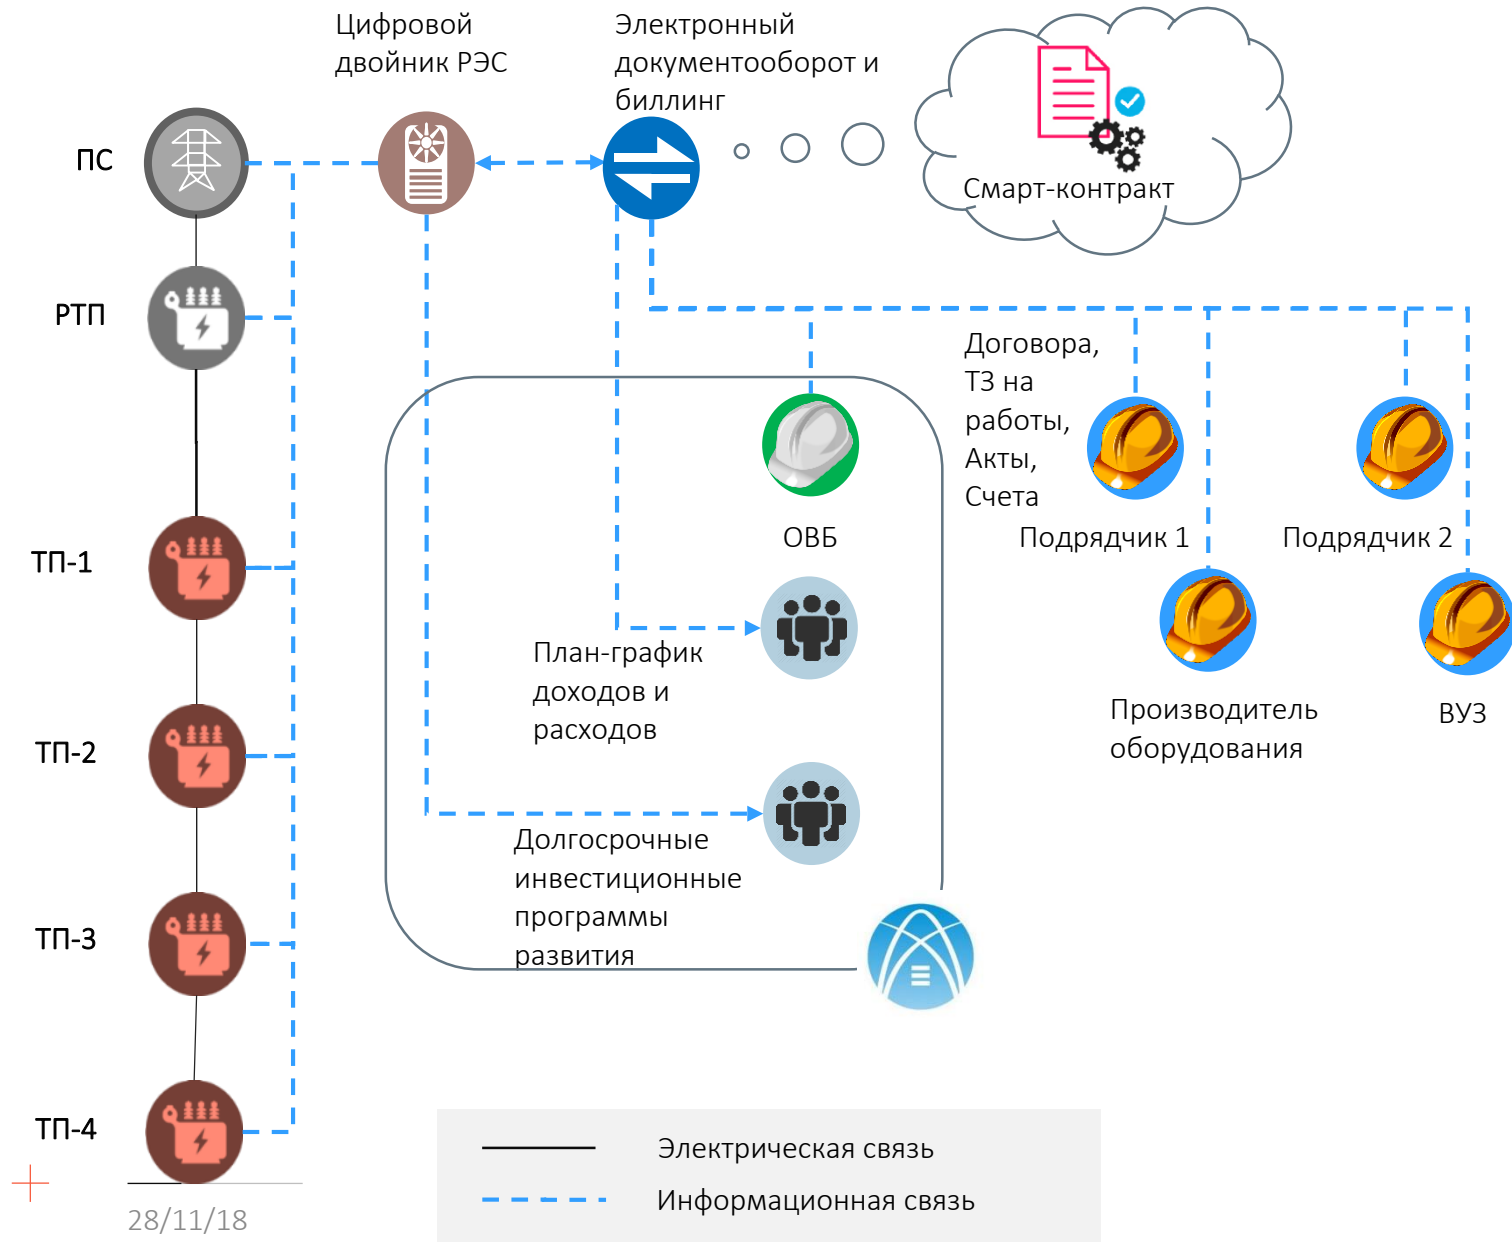 Цифровой
двойник РЭС
Электронный
документооборот и
биллинг
Смарт-контракт
ПС
РТП
ТП-1
ТП-2
ТП-3
ТП-4
Договора,
ТЗ на
работы,
Акты,
Счета
ОВБ
Подрядчик 1
Подрядчик 2
План-график
доходов и
расходов
Производитель
оборудования
ВУЗ
Долгосрочные
инвестиционные
программы
развития
Электрическая связь
Информационная связь
28/11/18